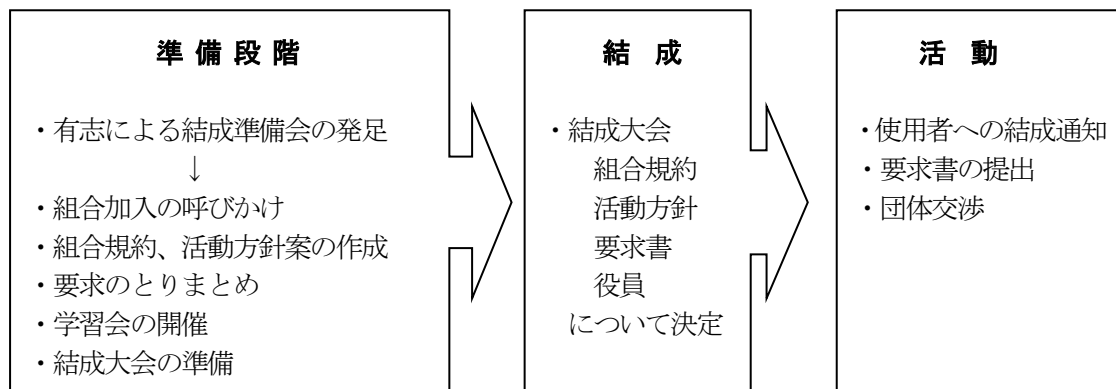 準備段階
・有志による結成準備会の発足
↓
・組合加入の呼びかけ
・組合規約、活動方針案の作成
・要求のとりまとめ
・学習会の開催
・結成大会の準備
結成
・結成大会
組合規約
活動方針
要求書
役員
について決定
活動
・使用者への結成通知
・要求書の提出
・団体交渉